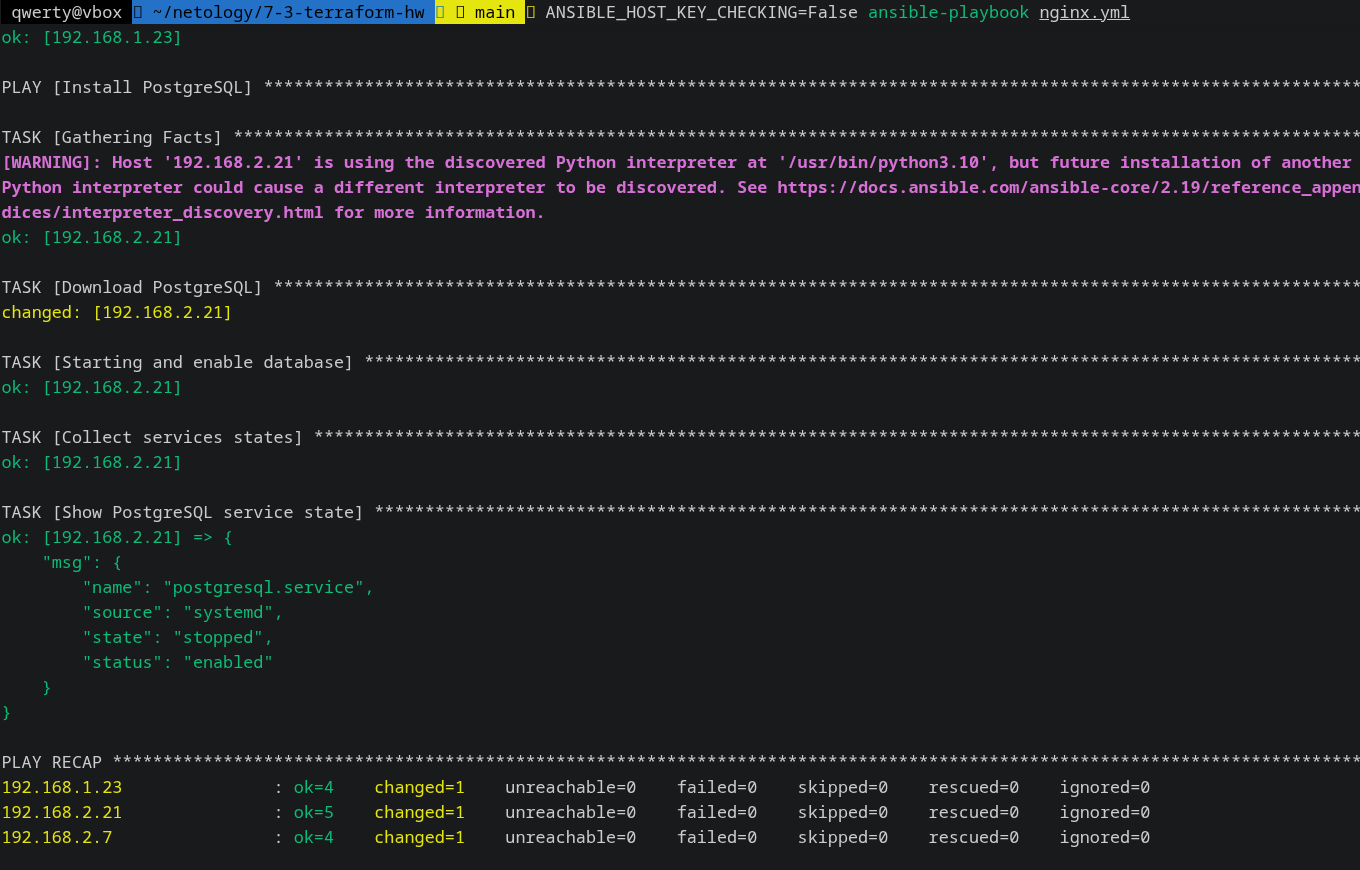 qwerty@vbox ~/netology/7-3-terraform-hw main ANSIBLE_HOST_KEY_CHECKING=False ansible-playbook nginx.yml
ok: [192.168.1.23]
PLAY [Install PostgreSQL] *************************************************************************************************************
TASK [Gathering Facts] ****************************************************************************************************************
[WARNING]: Host '192.168.2.21' is using the discovered Python interpreter at '/usr/bin/python3.10', but future installation of another
Python interpreter could cause a different interpreter to be discovered. See https://docs.ansible.com/ansible-core/2.19/reference_appen
dices/interpreter_discovery.html for more information.
ok: [192.168.2.21]
TASK [Download PostgreSQL] ************************************************************************************************************
changed: [192.168.2.21]
TASK [Starting and enable database] ***************************************************************************************************
ok: [192.168.2.21]
TASK [Collect services states] ********************************************************************************************************
ok: [192.168.2.21]
TASK [Show PostgreSQL service state] **************************************************************************************************
ok: [192.168.2.21] => {
    "msg": {
        "name": "postgresql.service",
        "source": "systemd",
        "state": "stopped",
        "status": "enabled"
    }
}
PLAY RECAP ****************************************************************************************************************************
192.168.1.23               : ok=4    changed=1    unreachable=0    failed=0    skipped=0    rescued=0    ignored=0
192.168.2.21               : ok=5    changed=1    unreachable=0    failed=0    skipped=0    rescued=0    ignored=0
192.168.2.7                : ok=4    changed=1    unreachable=0    failed=0    skipped=0    rescued=0    ignored=0